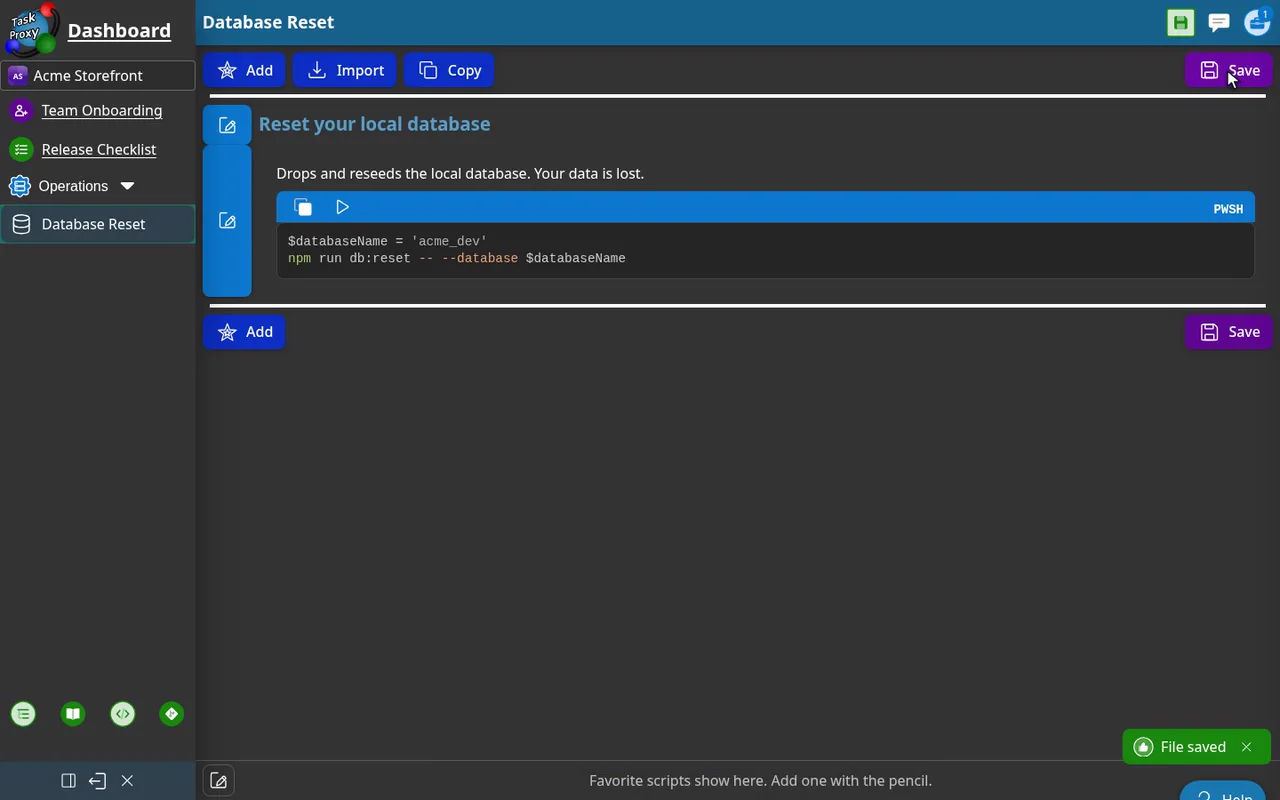 Task
Proxy
Dashboard
Database Reset
1
AS Acme Storefront
Team Onboarding
Release Checklist
Operations
Database Reset
Add
Import
Copy
Save
Reset your local database
Drops and reseeds the local database. Your data is lost.
PWSH
$databaseName = 'acme_dev'
npm run db:reset -- --database $databaseName
Add
Save
File saved
Favorite scripts show here. Add one with the pencil.
Help